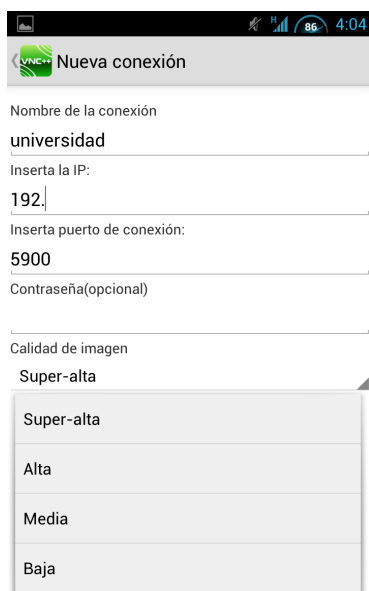 H 86 4:04
VNC++ Nueva conexión
Nombre de la conexión
universidad
Inserta la IP:
192.
Inserta puerto de conexión:
5900
Contraseña(opcional)
Calidad de imagen
Super-alta
Super-alta
Alta
Media
Baja